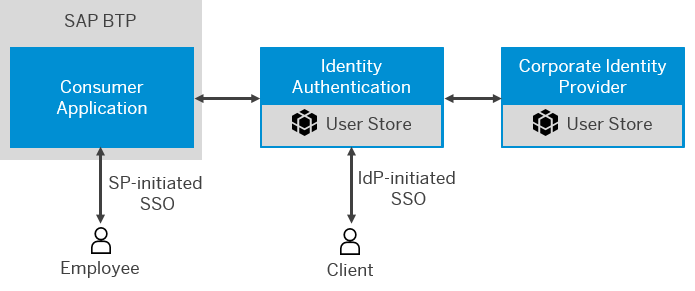 SAP BTP
Consumer
Application
Identity
Authentication
User Store
Corporate Identity
Provider
User Store
SP-initiated
SSO
IdP-initiated
SSO
Employee
Client